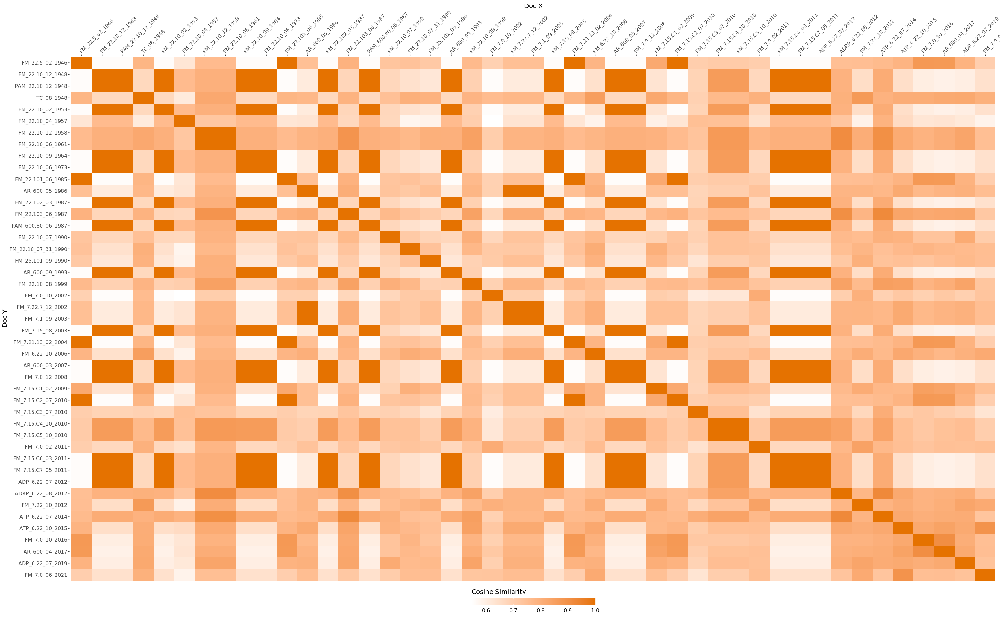 Doc X
FM_22.5_02_1946
FM_22.10_12_1948
PAM_22.10_12_1948
TC_08_1948
FM_22.10_02_1953
FM_22.10_04_1957
FM_22.10_12_1958
FM_22.10_06_1961
FM_22.10_09_1964
FM_22.10_06_1973
FM_22.101_06_1985
AR_600_05_1986
FM_22.102_03_1987
FM_22.103_06_1987
PAM_600.80_06_1987
FM_22.10_07_1990
FM_22.10_07_31_1990
FM_25.101_09_1990
AR_600_09_1993
FM_22.10_08_1999
FM_7.0_10_2002
FM_7.22.7_12_2002
FM_7.1_09_2003
FM_7.15_08_2003
FM_7.21.13_02_2004
FM_6.22_10_2006
AR_600_03_2007
FM_7.0_12_2008
FM_7.15.C1_02_2009
FM_7.15.C2_07_2010
FM_7.15.C3_07_2010
FM_7.15.C4_10_2010
FM_7.15.C5_10_2010
FM_7.0_02_2011
FM_7.15.C6_03_2011
FM_7.15.C7_05_2011
ADP_6.22_07_2012
ADRP_6.22_08_2012
FM_7.22_10_2012
ATP_6.22_07_2014
ATP_6.22_10_2015
FM_7.0_10_2016
AR_600_04_2017
ADP_6.22_07_2019
FM_7.0_0
Doc Y
FM_22.5_02_1946
FM_22.10_12_1948
PAM_22.10_12_1948
TC_08_1948
FM_22.10_02_1953
FM_22.10_04_1957
FM_22.10_12_1958
FM_22.10_06_1961
FM_22.10_09_1964
FM_22.10_06_1973
FM_22.101_06_1985
AR_600_05_1986
FM_22.102_03_1987
FM_22.103_06_1987
PAM_600.80_06_1987
FM_22.10_07_1990
FM_22.10_07_31_1990
FM_25.101_09_1990
AR_600_09_1993
FM_22.10_08_1999
FM_7.0_10_2002
FM_7.22.7_12_2002
FM_7.1_09_2003
FM_7.15_08_2003
FM_7.21.13_02_2004
FM_6.22_10_2006
AR_600_03_2007
FM_7.0_12_2008
FM_7.15.C1_02_2009
FM_7.15.C2_07_2010
FM_7.15.C3_07_2010
FM_7.15.C4_10_2010
FM_7.15.C5_10_2010
FM_7.0_02_2011
FM_7.15.C6_03_2011
FM_7.15.C7_05_2011
ADP_6.22_07_2012
ADRP_6.22_08_2012
FM_7.22_10_2012
ATP_6.22_07_2014
ATP_6.22_10_2015
FM_7.0_10_2016
AR_600_04_2017
ADP_6.22_07_2019
FM_7.0_06_2021
Cosine Similarity
0.6 0.7 0.8 0.9 1.0